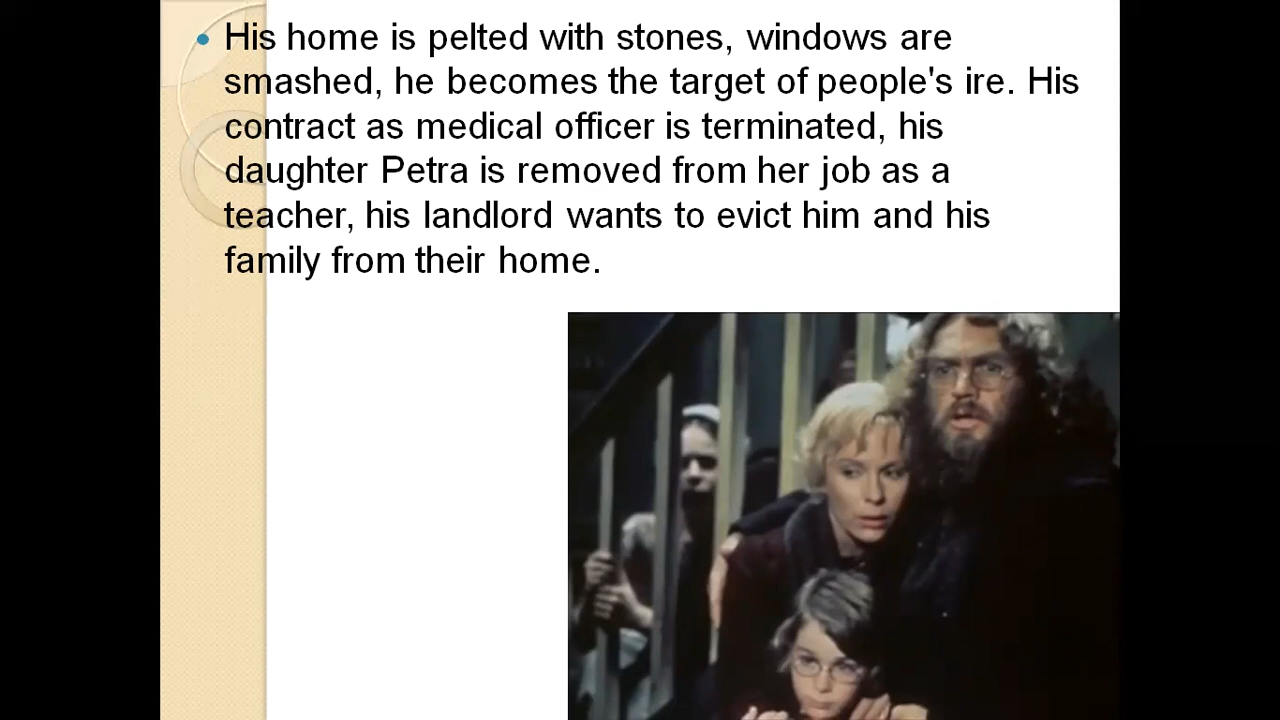 His home is pelted with stones, windows are
smashed, he becomes the target of people's ire. His
contract as medical officer is terminated, his
daughter Petra is removed from her job as a
teacher, his landlord wants to evict him and his
family from their home.